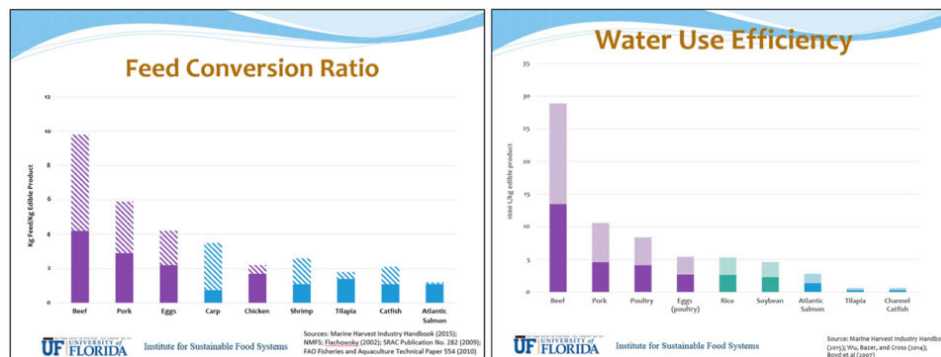 Feed Conversion Ratio
Kg Feed/Kg Edible Product
12
10
8
6
4
2
0
Beef
Pork
Eggs
Carp
Chicken
Shrimp
Tilapia
Catfish
Atlantic
Salmon
UF UNIVERSITY of
FLORIDA
Institute for Sustainable Food Systems
Sources: Marine Harvest Industry Handbook (2015);
NMFS; Flachowsky (2002); SRAC Publication No. 282 (2009);
FAO Fisheries and Aquaculture Technical Paper 554 (2010)
Water Use Efficiency
1000 L/kg edible product
35
30
25
20
15
10
5
0
Beef
Pork
Poultry
Eggs
(poultry)
Rice
Soybean
Atlantic
Salmon
Tilapia
Channel
Catfish
UF UNIVERSITY of
FLORIDA
Institute for Sustainable Food Systems
Source: Marine Harvest Industry Handbo
(2015); Wu, Bazer, and Cross (2014);
Boyd et al (2007)